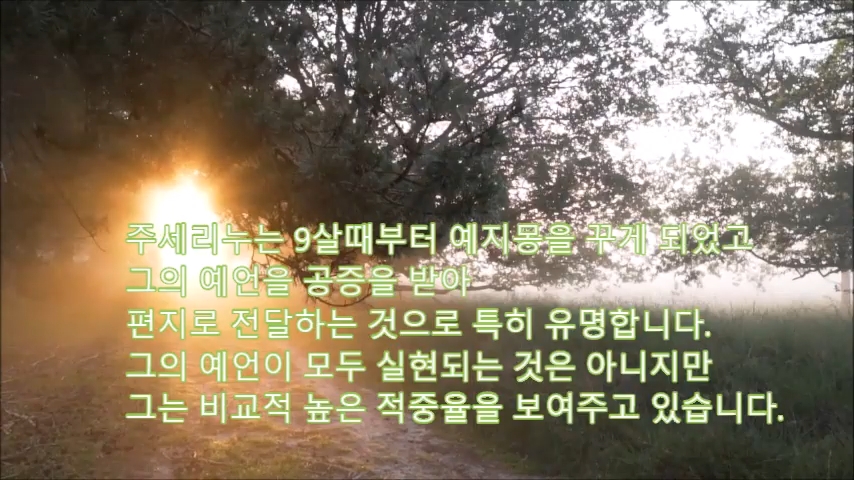 주세리누는 9살때부터 예지몽을 꾸게 되었고
그의 예언을 공증을 받아
편지로 전달하는 것으로 특히 유명합니다.
그의 예언이 모두 실현되는 것은 아니지만
그는 비교적 높은 적중율을 보여주고 있습니다.